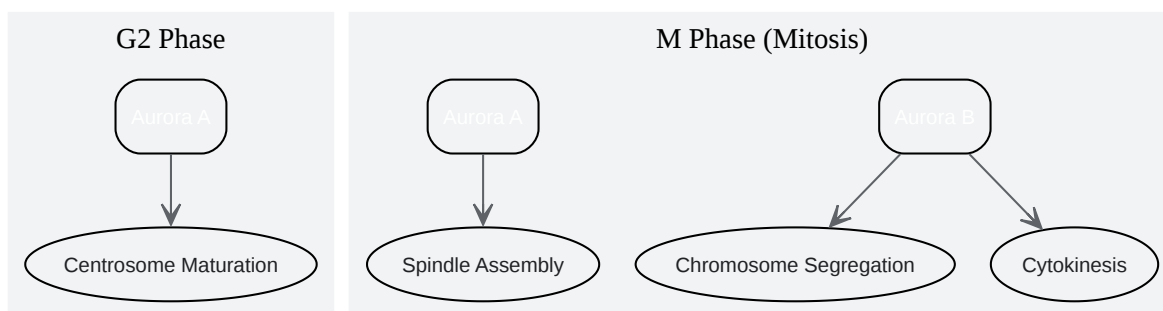 G2 Phase
Aurora A
Centrosome Maturation
M Phase (Mitosis)
Aurora A
Aurora B
Spindle Assembly
Chromosome Segregation
Cytokinesis